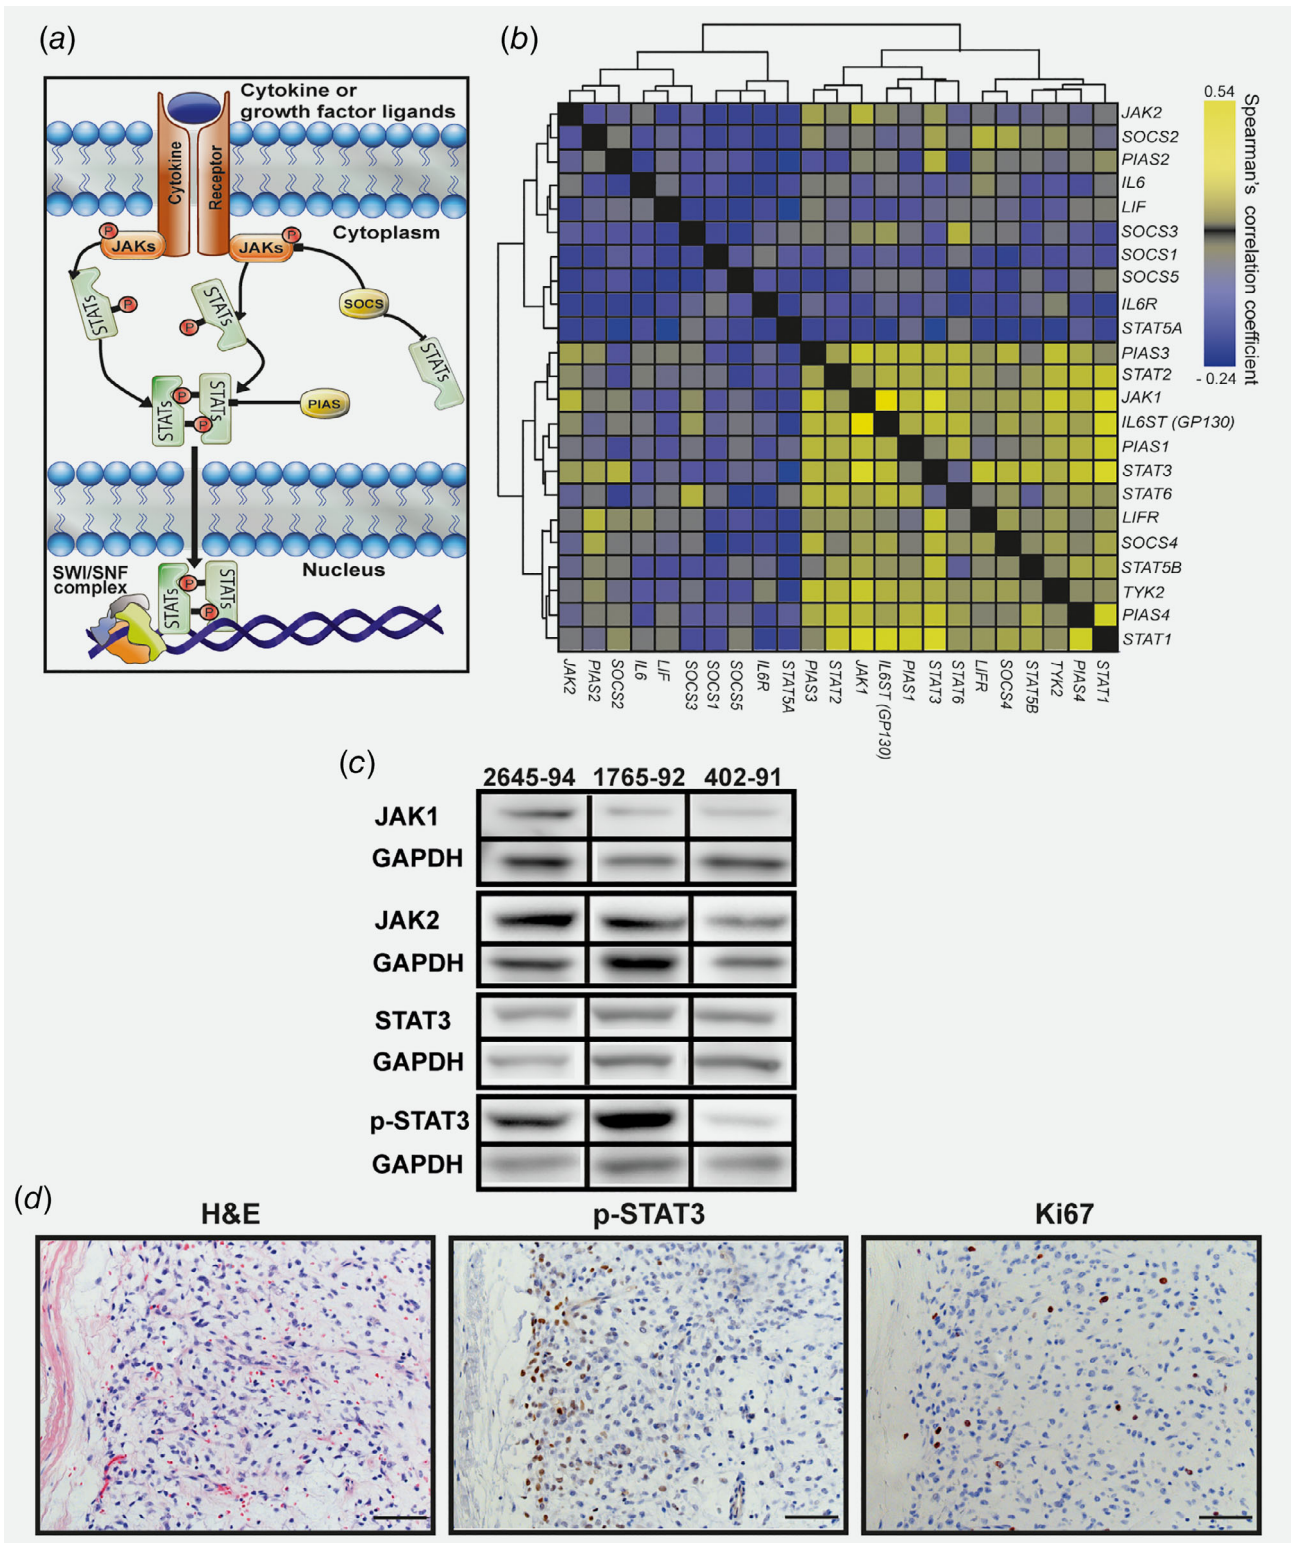 (a)
Cytokine or
growth factor ligands
Cytokine
Receptor
Cytoplasm
P
JAKs
JAKs
P
STATs
P
STATs
P
SOCS
STATs
STATs
P
P
STATs
PIAS
SWI/SNF
complex
Nucleus
STATs
P
P
STATs
(b)
JAK2
SOCS2
PIAS2
IL6
LIF
SOCS3
SOCS1
SOCS5
IL6R
STAT5A
PIAS3
STAT2
JAK1
IL6ST (GP130)
PIAS1
STAT3
STAT6
LIFR
SOCS4
STAT5B
TYK2
PIAS4
STAT1
JAK2
PIAS2
SOCS2
IL6
LIF
SOCS3
SOCS1
SOCS5
IL6R
STAT5A
PIAS3
STAT2
JAK1
IL6ST (GP130)
PIAS1
STAT3
STAT6
LIFR
SOCS4
STAT5B
TYK2
PIAS4
STAT1
0.54
- 0.24
Spearman's correlation coefficient
(c)
2645-94 1765-92 402-91
JAK1
GAPDH
JAK2
GAPDH
STAT3
GAPDH
p-STAT3
GAPDH
(d)
H&E
p-STAT3
Ki67